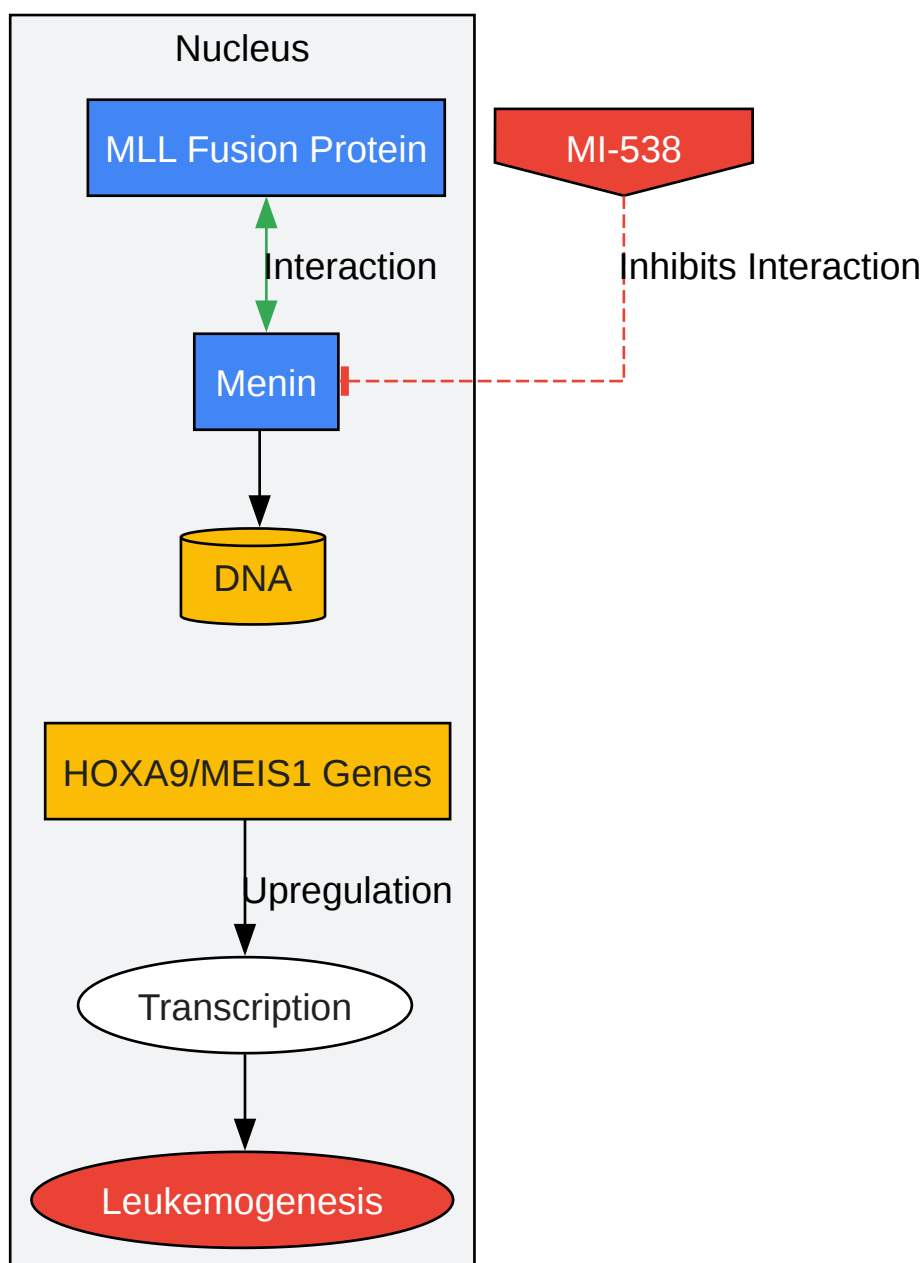 Nucleus
MLL Fusion Protein
MI-538
Interaction
Inhibits Interaction
Menin
DNA
HOXA9/MEIS1 Genes
Upregulation
Transcription
Leukemogenesis